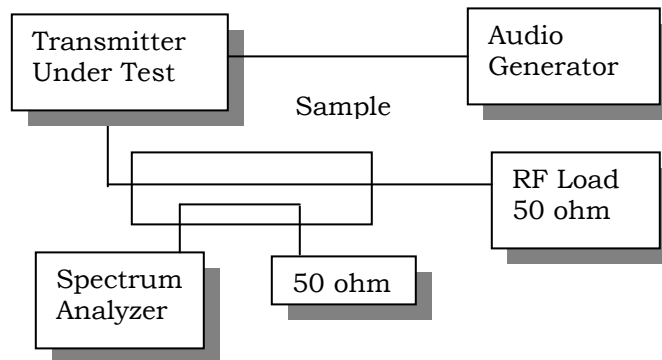 Transmitter
Under Test
Audio
Generator
Sample
RF Load
50 ohm
Spectrum
Analyzer
50 ohm